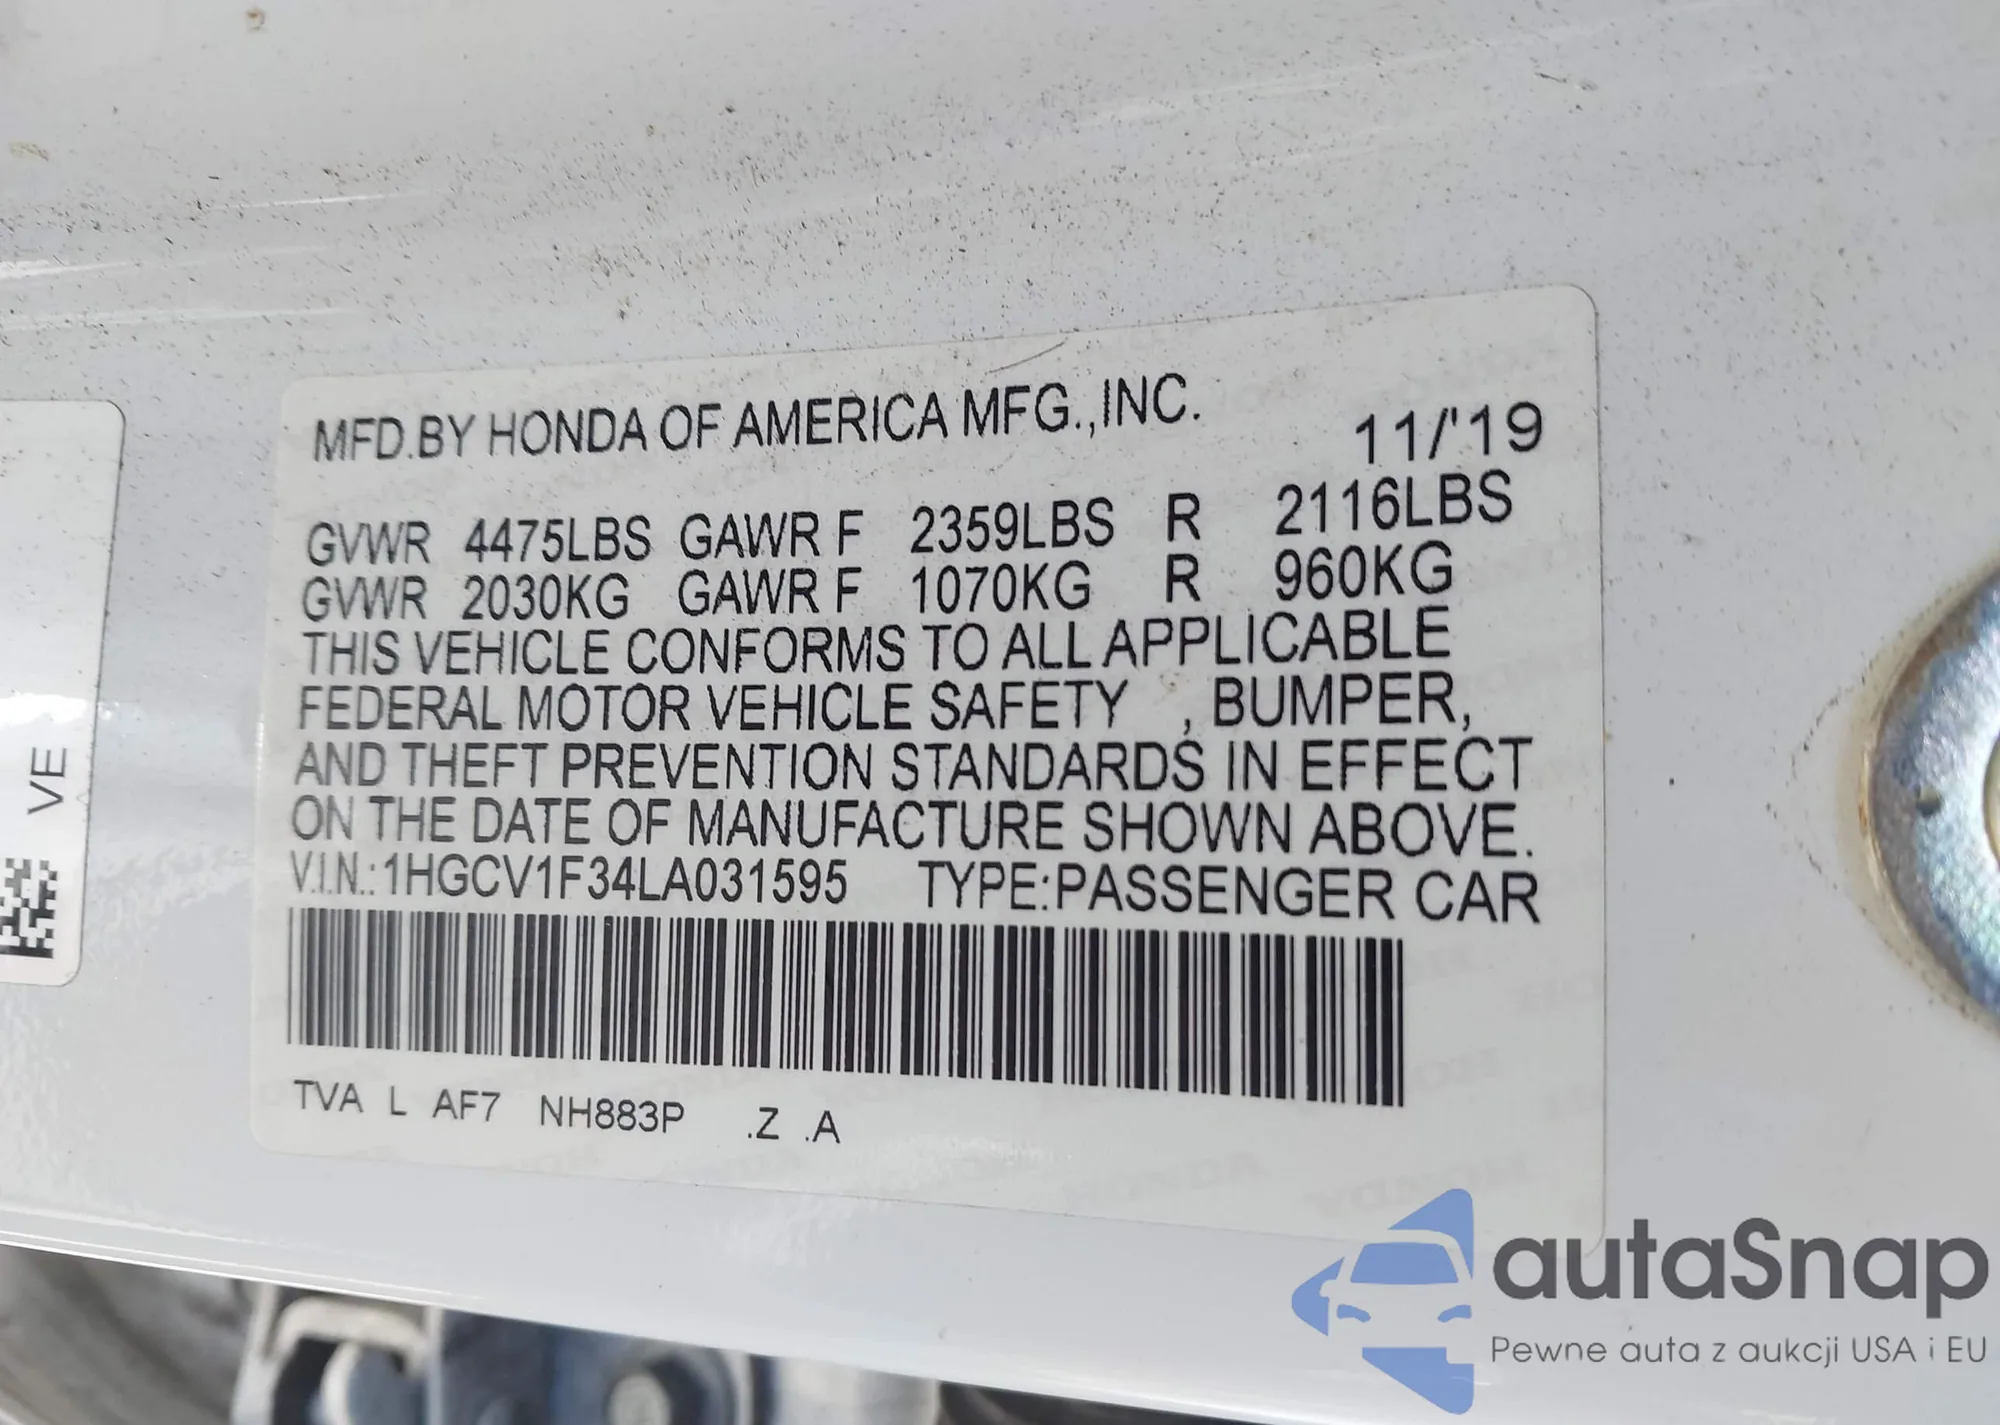 MFD.BY HONDA OF AMERICA MFG.,INC. 11/'19
GVWR 4475LBS GAWR F 2359LBS R 2116LBS
GVWR 2030KG GAWR F 1070KG R 960KG
THIS VEHICLE CONFORMS TO ALL APPLICABLE
FEDERAL MOTOR VEHICLE SAFETY , BUMPER,
AND THEFT PREVENTION STANDARDS IN EFFECT
ON THE DATE OF MANUFACTURE SHOWN ABOVE.
V.I.N.:1HGCV1F34LA031595 TYPE:PASSENGER CAR
TVA L AF7 NH883P .Z .A
VE
autaSnap
Pewne auta z aukcji USA i EU